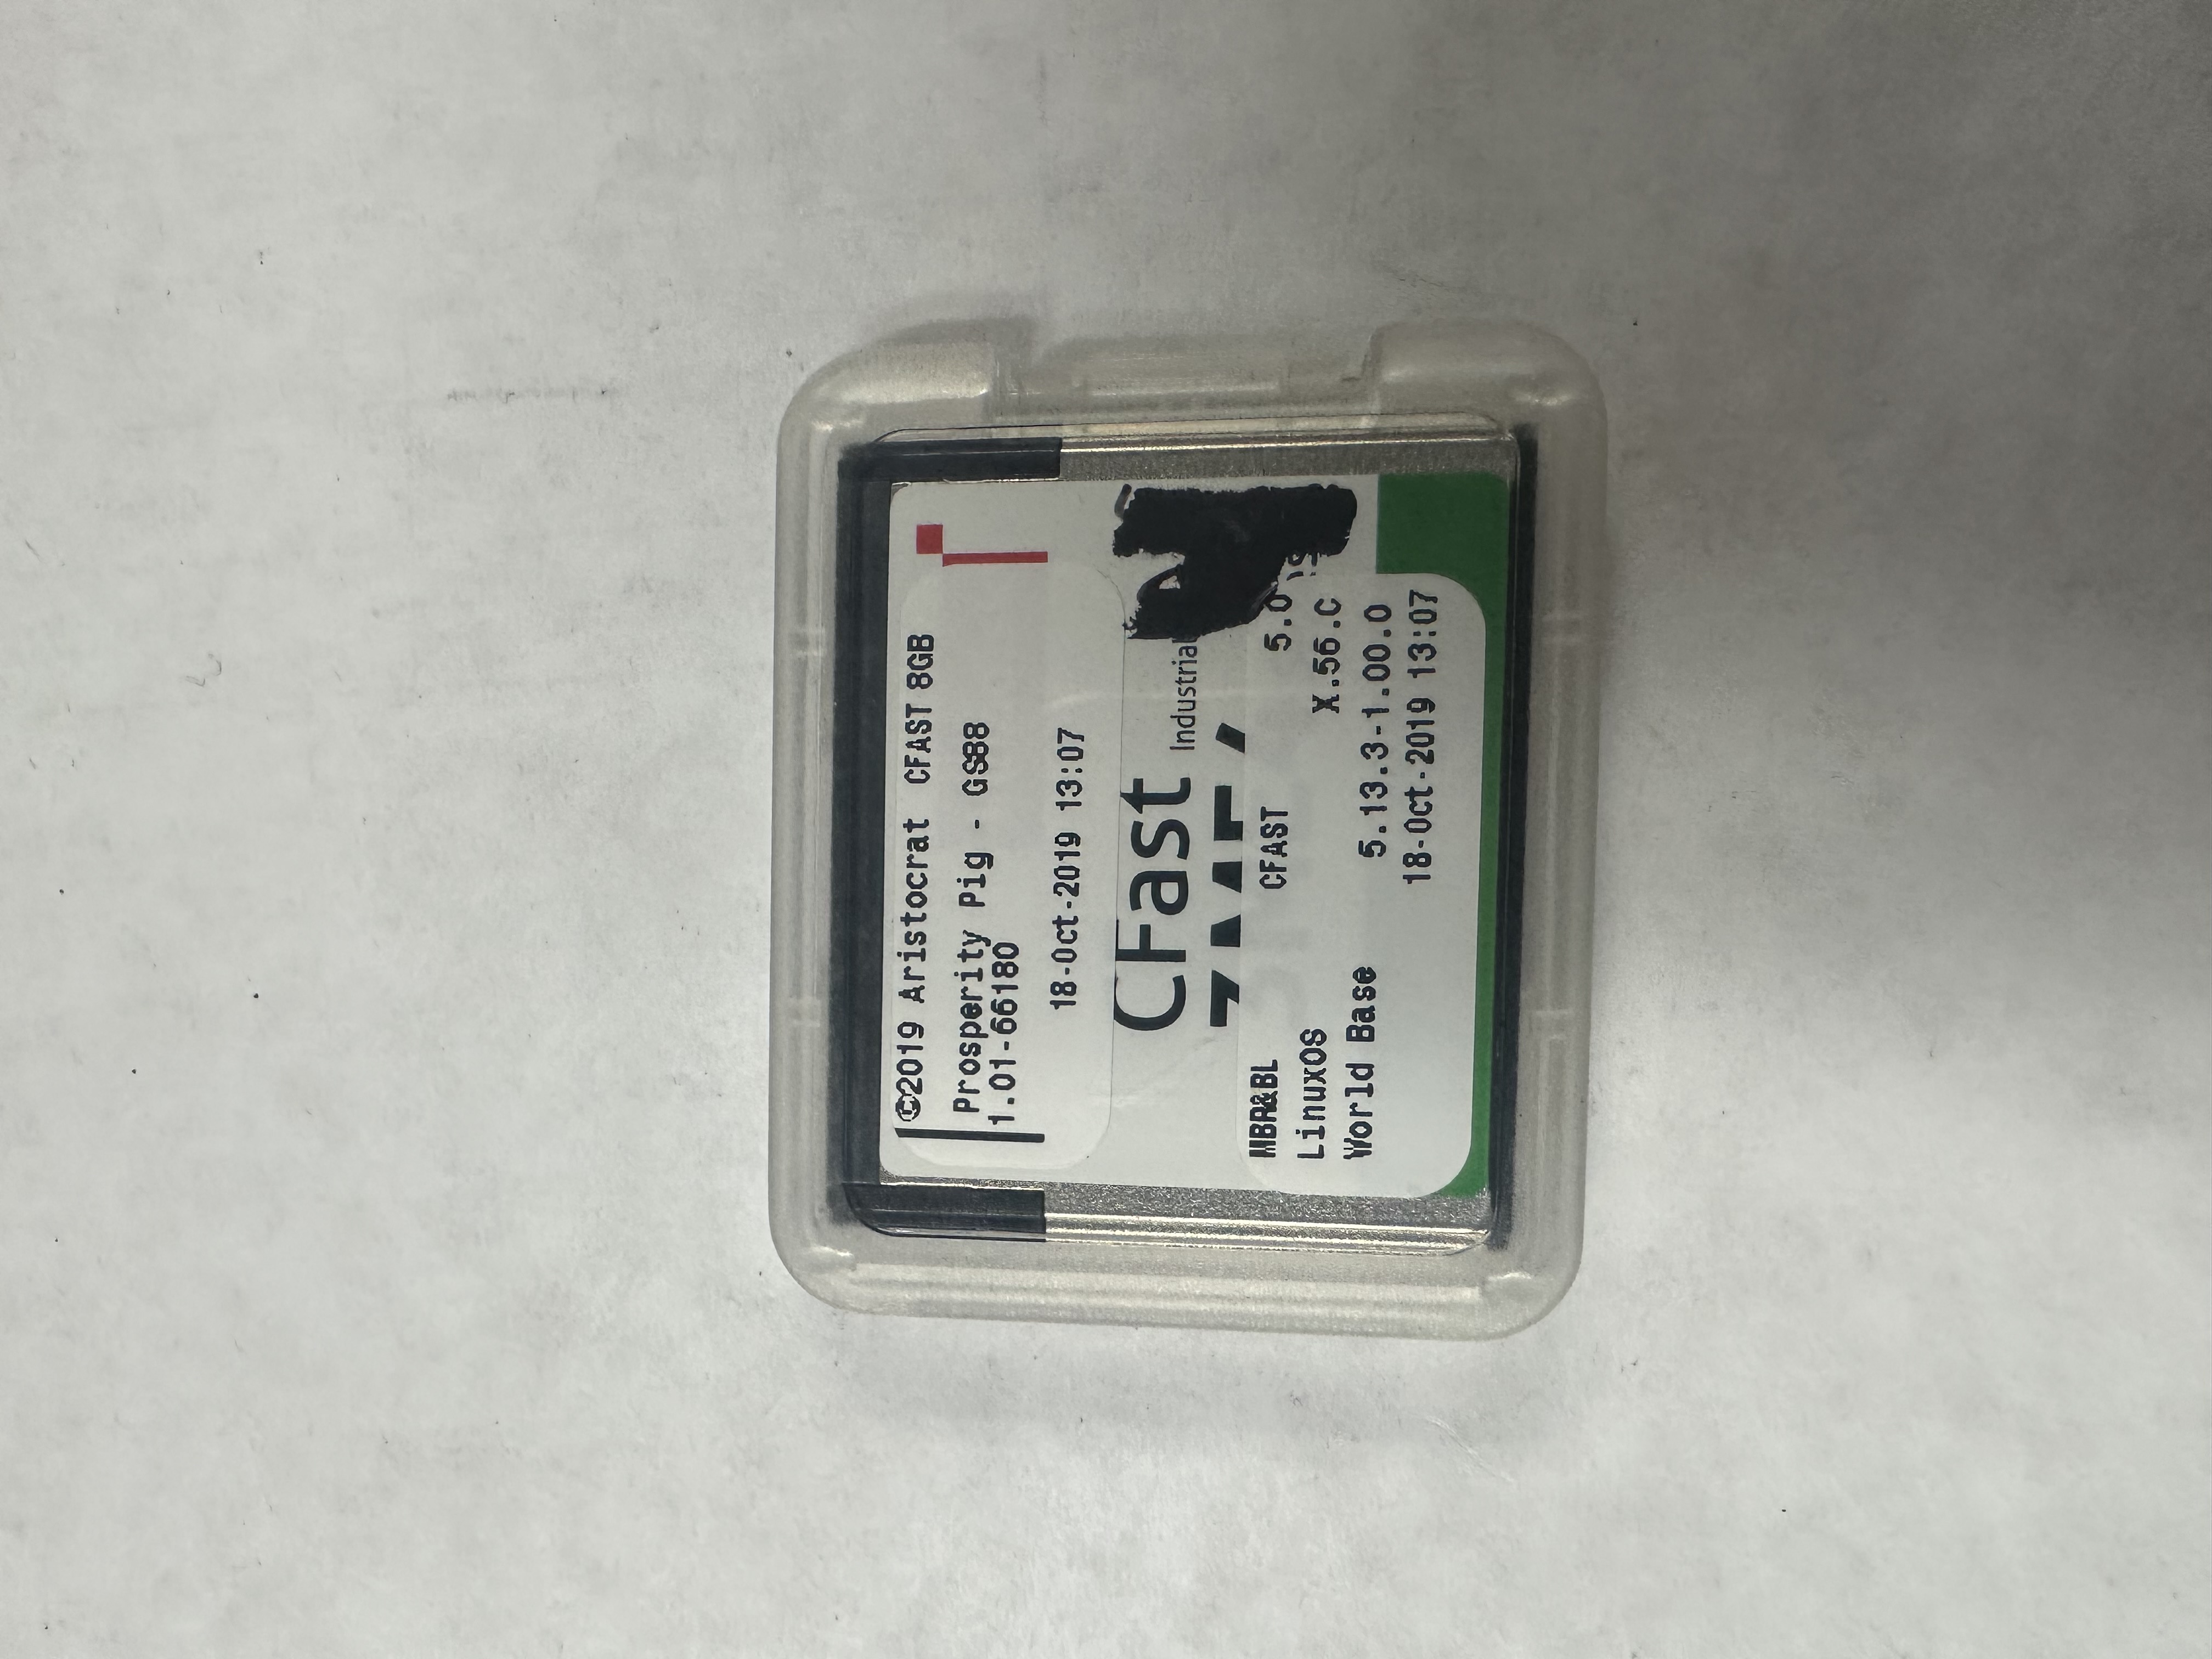 ©2019 Aristocrat CFAST 8GB
Prosperity Pig - GS88
1.01-66180
18-Oct-2019 13:07
CFast Industrial
MBR&BL CFAST 5.0
LinuxOS X.56.C
World Base 5.13.3-1.00.0
18-Oct-2019 13:07